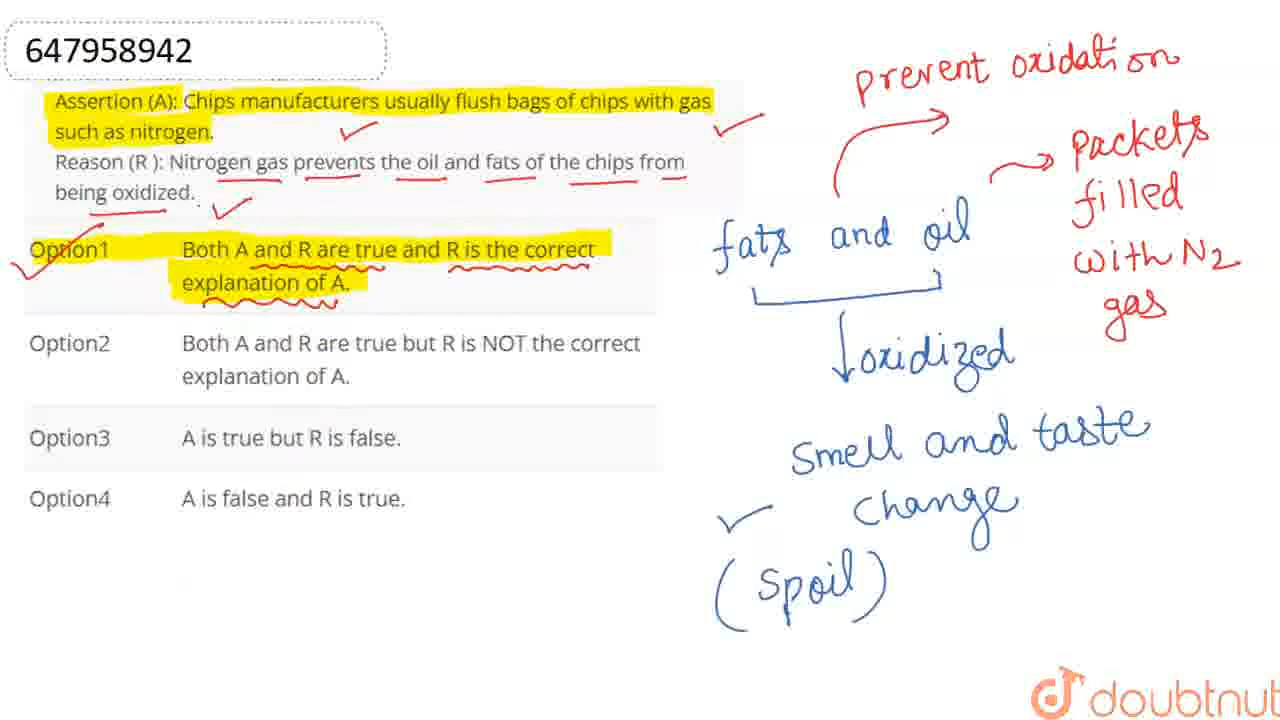 647958942
Assertion (A): Chips manufacturers usually flush bags of chips with gas
such as nitrogen.
Reason (R ): Nitrogen gas prevents the oil and fats of the chips from
being oxidized.
Option1 Both A and R are true and R is the correct
explanation of A.
Option2 Both A and R are true but R is NOT the correct
explanation of A.
Option3 A is true but R is false.
Option4 A is false and R is true.
prevent oxidation
packets
filled
with N2
gas
fats and oil
oxidized
Smell and taste
change
(Spoil)
doubtnut